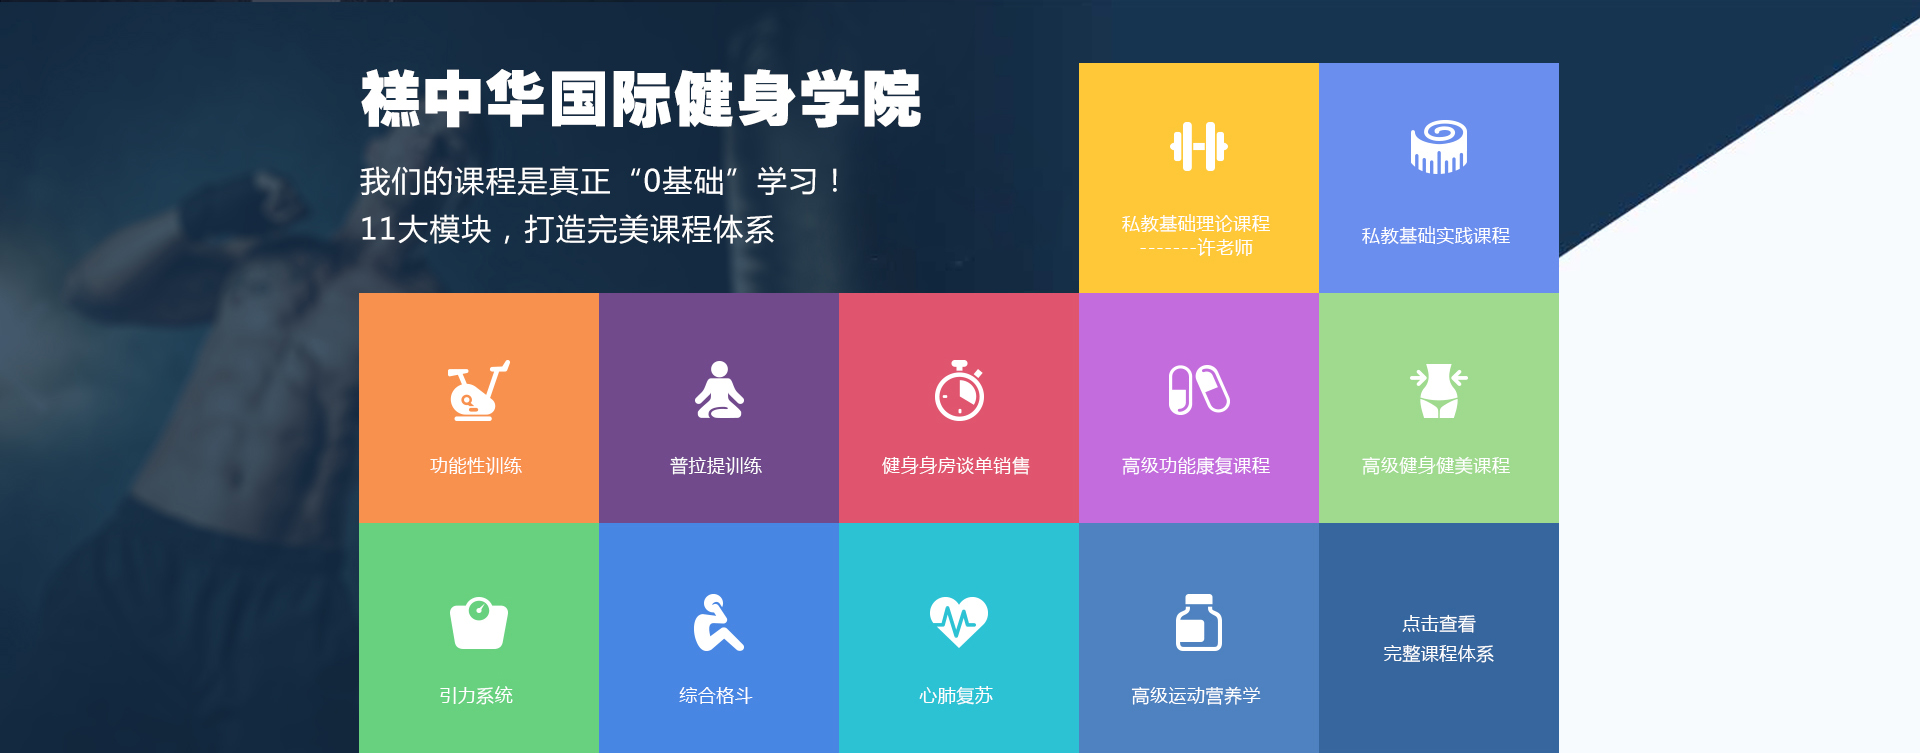 禚中华国际健身学院
我们的课程是真正“0基础”学习！
11大模块，打造完美课程体系
私教基础理论课程
-------许老师
私教基础实践课程
功能性训练
普拉提训练
健身身房谈单销售
高级功能康复课程
高级健身健美课程
引力系统
综合格斗
心肺复苏
高级运动营养学
点击查看
完整课程体系